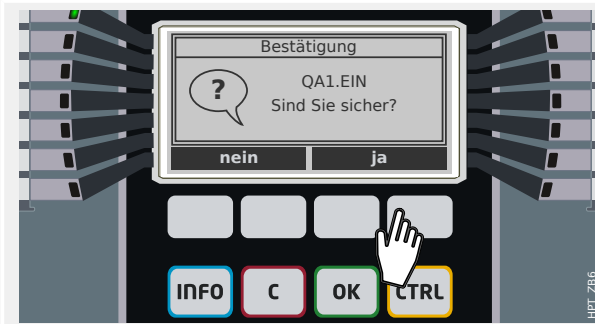 Bestätigung
?
QA1.EIN
Sind Sie sicher?
nein ja
INFO C OK CTRL
HPT_ZB6